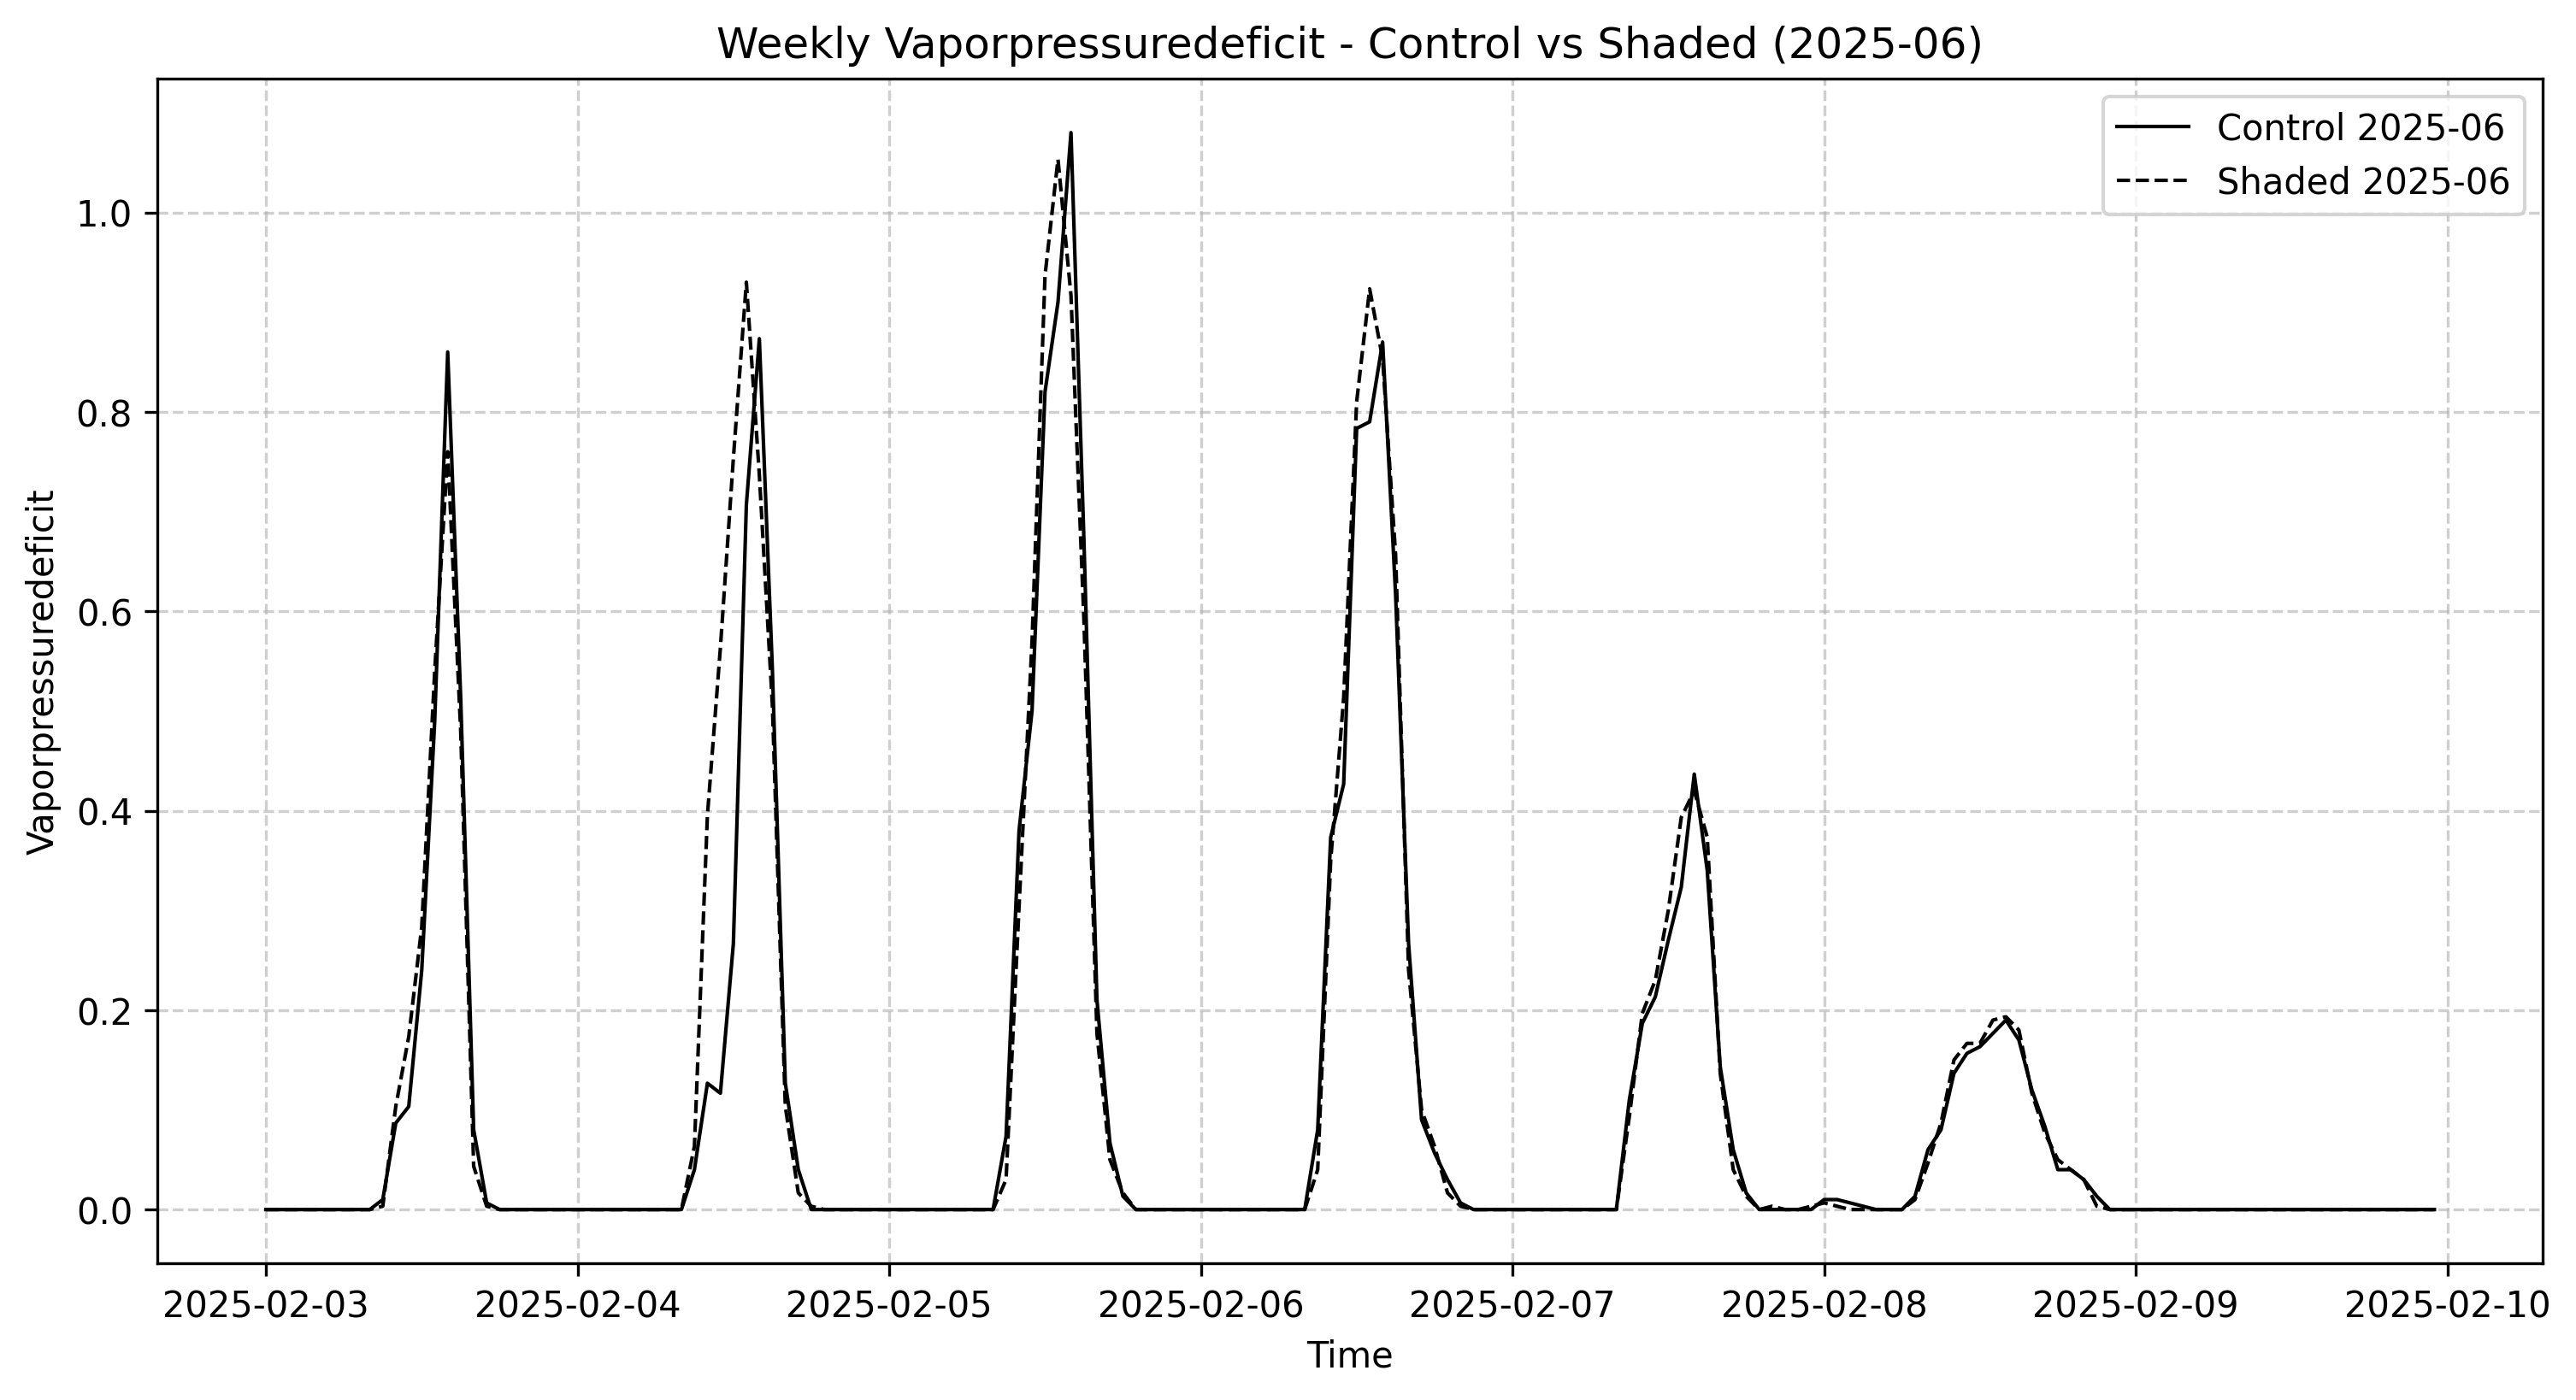 Weekly Vaporpressuredeficit - Control vs Shaded (2025-06)
Control 2025-06
Shaded 2025-06
Vaporpressuredeficit
1.0
0.8
0.6
0.4
0.2
0.0
2025-02-03 2025-02-04 2025-02-05 2025-02-06 2025-02-07 2025-02-08 2025-02-09 2025-02-10
Time